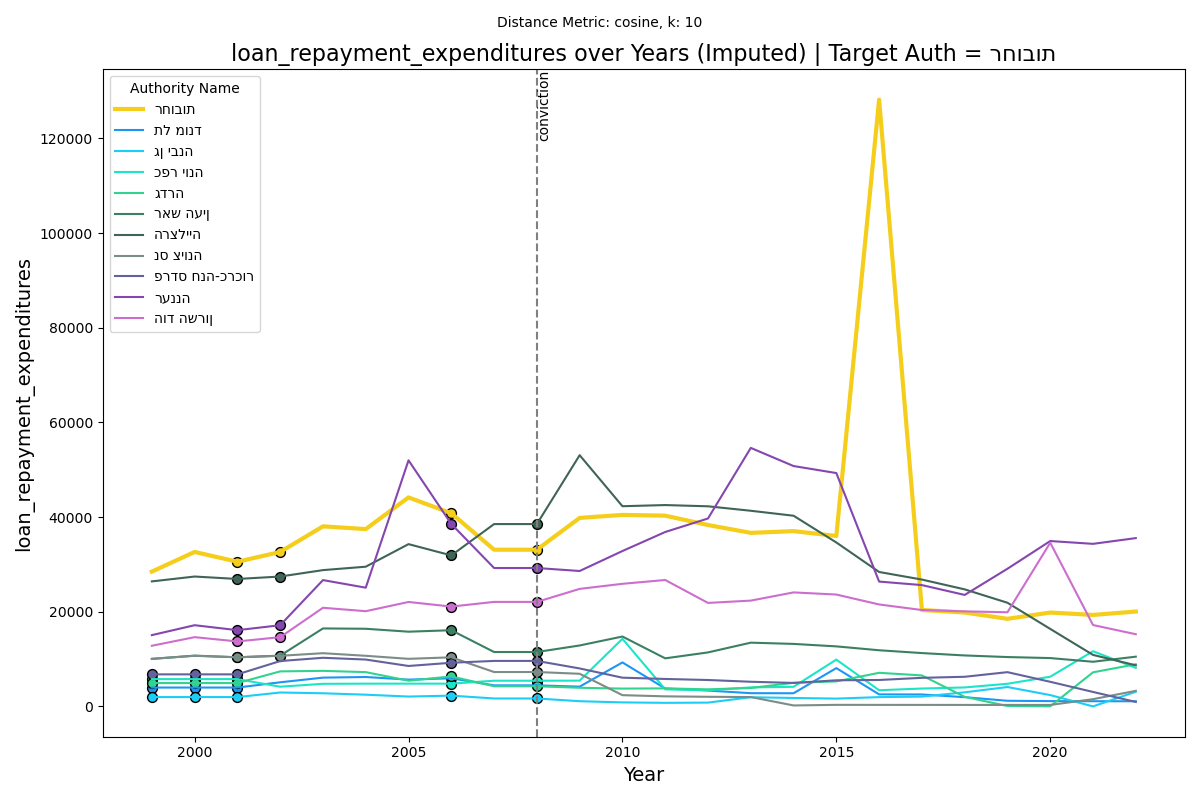 Distance Metric: cosine, k: 10
loan_repayment_expenditures over Years (Imputed) | Target Auth = רחובות
Authority Name
רחובות
תל מונד
גן יבנה
כפר יונה
גדרה
ראש העין
הרצלייה
נס ציונה
פרדס חנה-כרכור
רעננה
הוד השרון
conviction
120000
100000
80000
60000
40000
20000
0
loan_repayment_expenditures
2000
2005
2010
2015
2020
Year